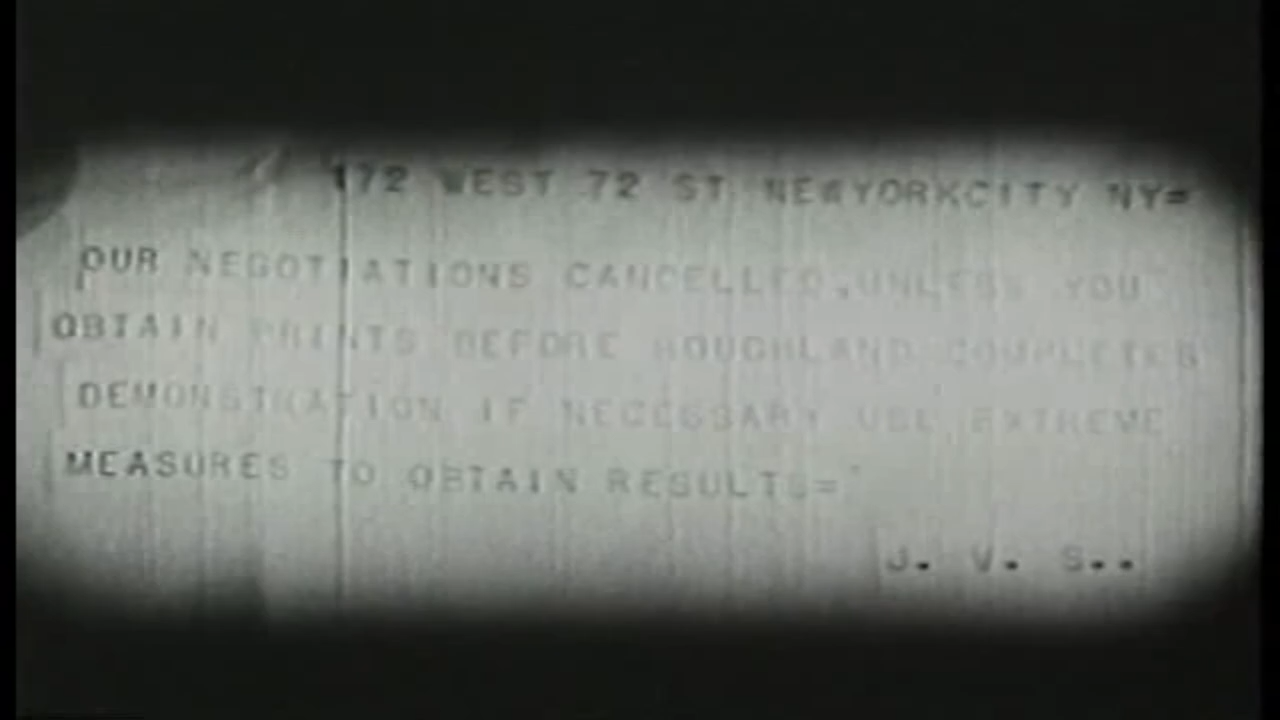 172 WEST 72 ST NEWYORKCITY NY=
OUR NEGOTIATIONS CANCELLED,UNLESS YOU
OBTAIN PRINTS BEFORE HOUGHLAND COMPLETES
DEMONSTRATION IF NECESSARY USE EXTREME
MEASURES TO OBTAIN RESULTS=
J. V. S..